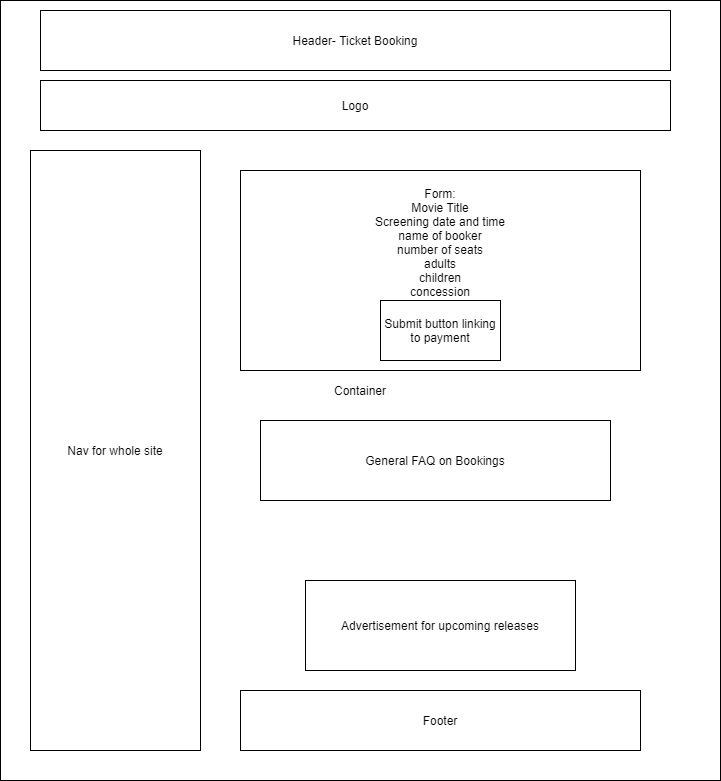 Header- Ticket Booking
Logo
Form:
Movie Title
Screening date and time
name of booker
number of seats
adults
children
concession
Submit button linking
to payment
Container
Nav for whole site
General FAQ on Bookings
Advertisement for upcoming releases
Footer